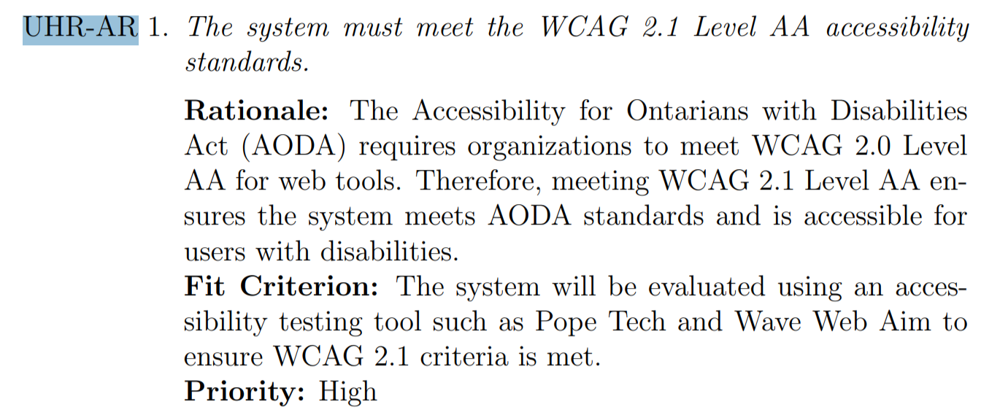 UHR-AR 1. The system must meet the WCAG 2.1 Level AA accessibility
standards.
Rationale: The Accessibility for Ontarians with Disabilities
Act (AODA) requires organizations to meet WCAG 2.0 Level
AA for web tools. Therefore, meeting WCAG 2.1 Level AA en-
sures the system meets AODA standards and is accessible for
users with disabilities.
Fit Criterion: The system will be evaluated using an acces-
sibility testing tool such as Pope Tech and Wave Web Aim to
ensure WCAG 2.1 criteria is met.
Priority: High